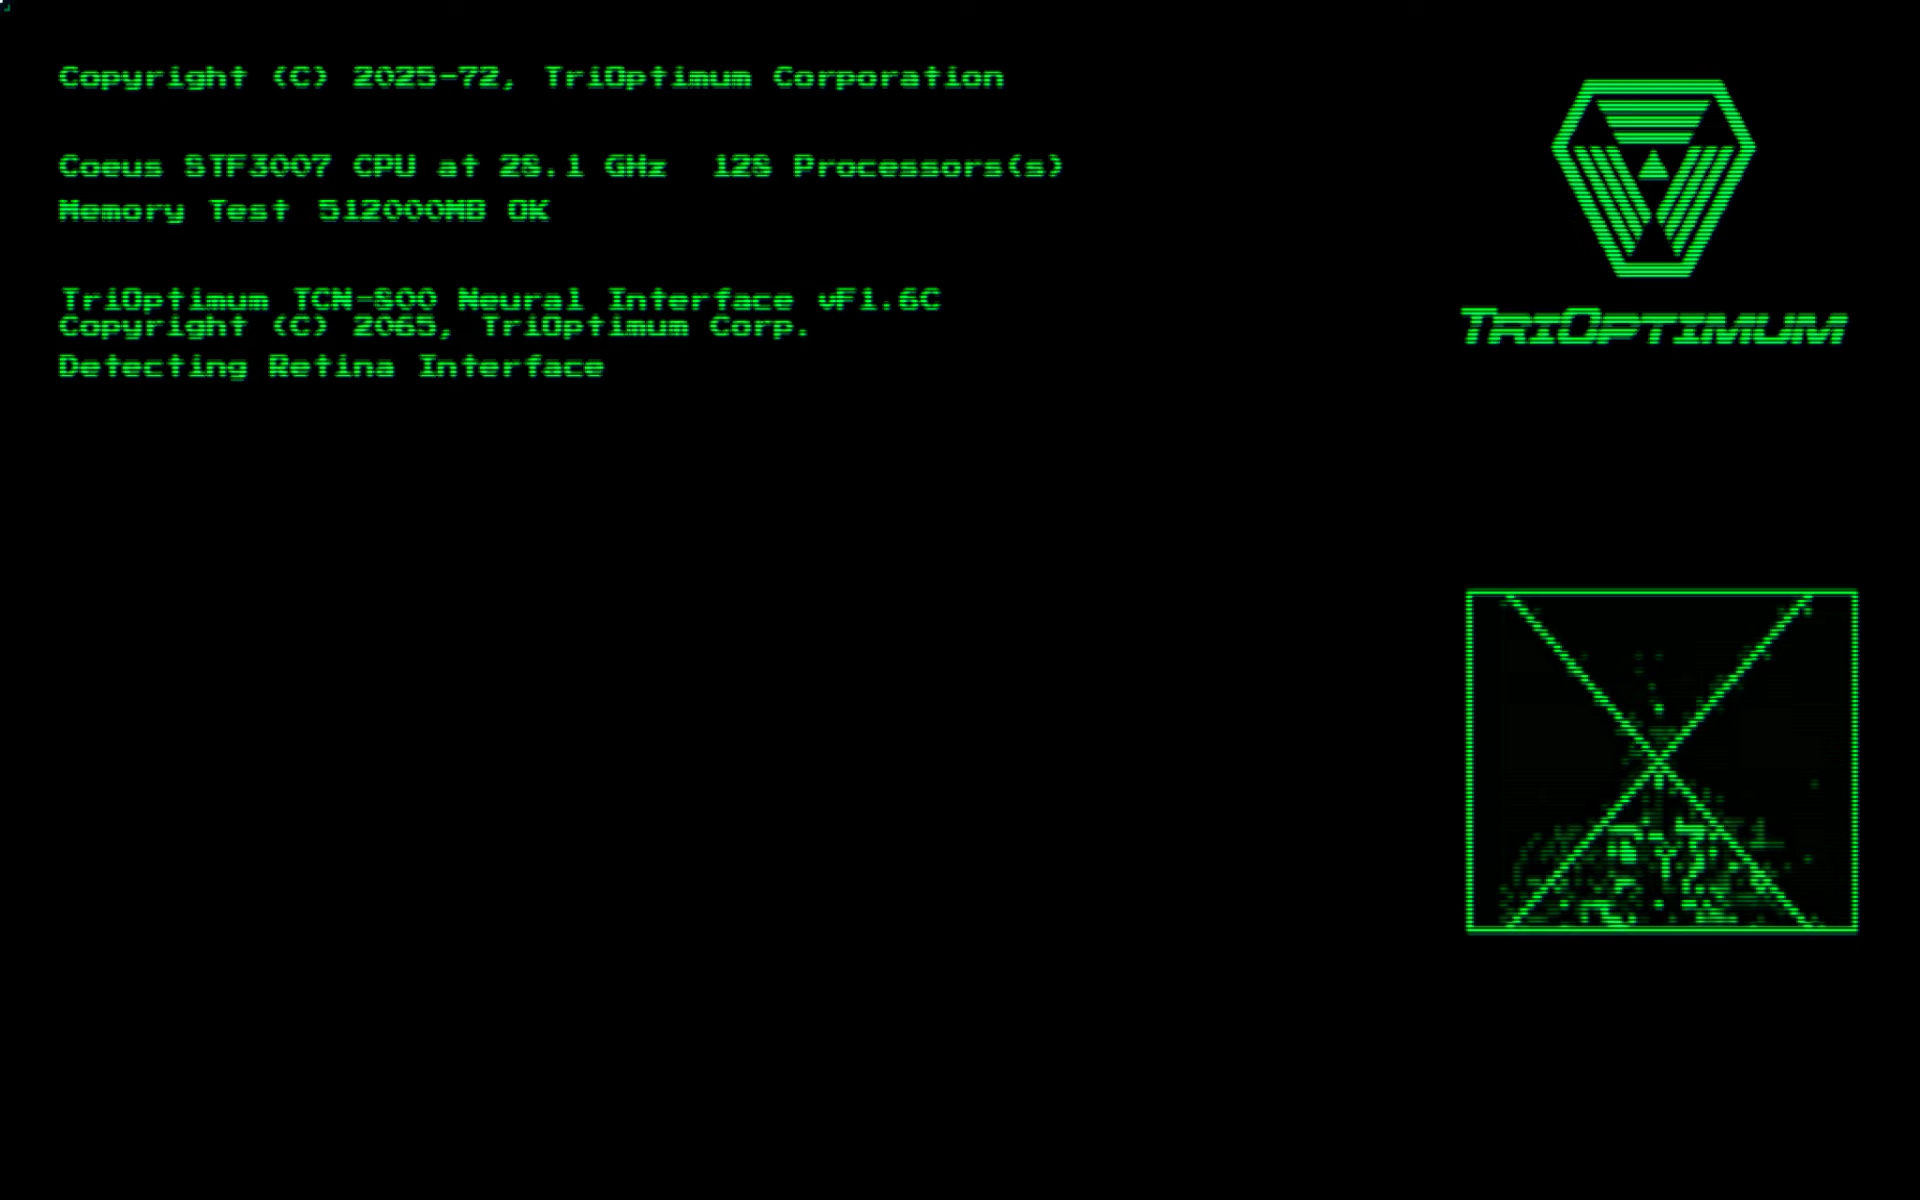 Copyright (C) 2025-72, TriOptimum Corporation
Coeus STF3007 CPU at 28.1 GHz 128 Processors(s)
Memory Test 512000MB OK
TriOptimum TCN-800 Neural Interface vF1.6C
Copyright (C) 2065, TriOptimum Corp.
Detecting Retina Interface
TRIOPTIMUM